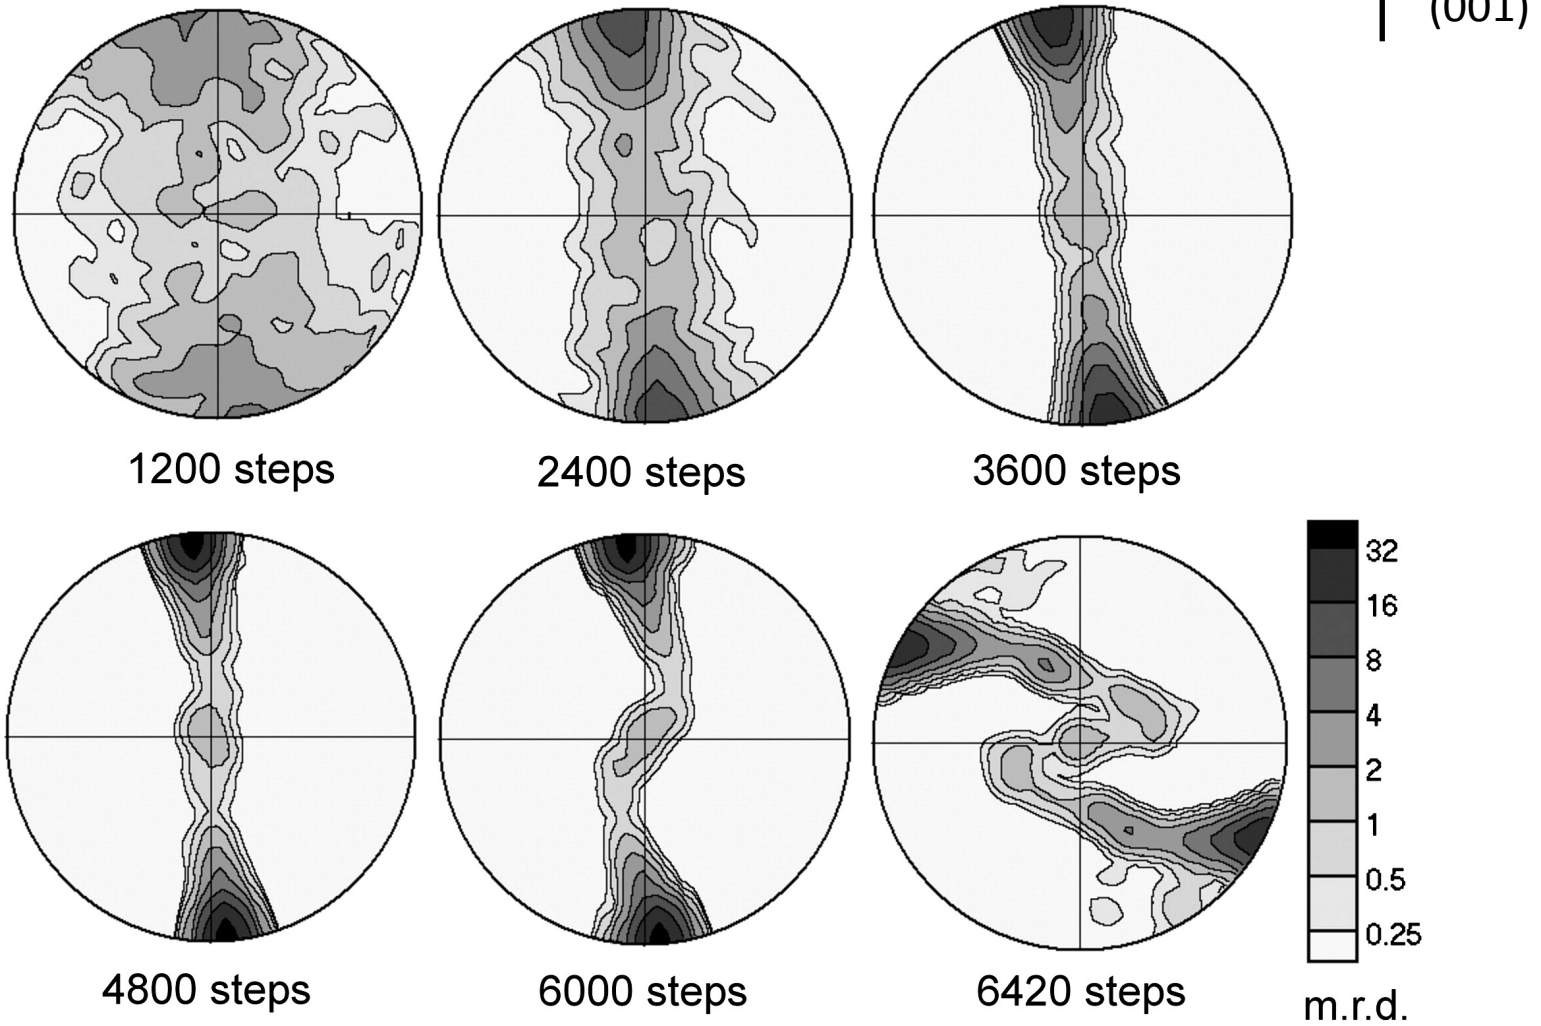 (001)
1200 steps
2400 steps
3600 steps
4800 steps
6000 steps
6420 steps
32
16
8
4
2
1
0.5
0.25
m.r.d.